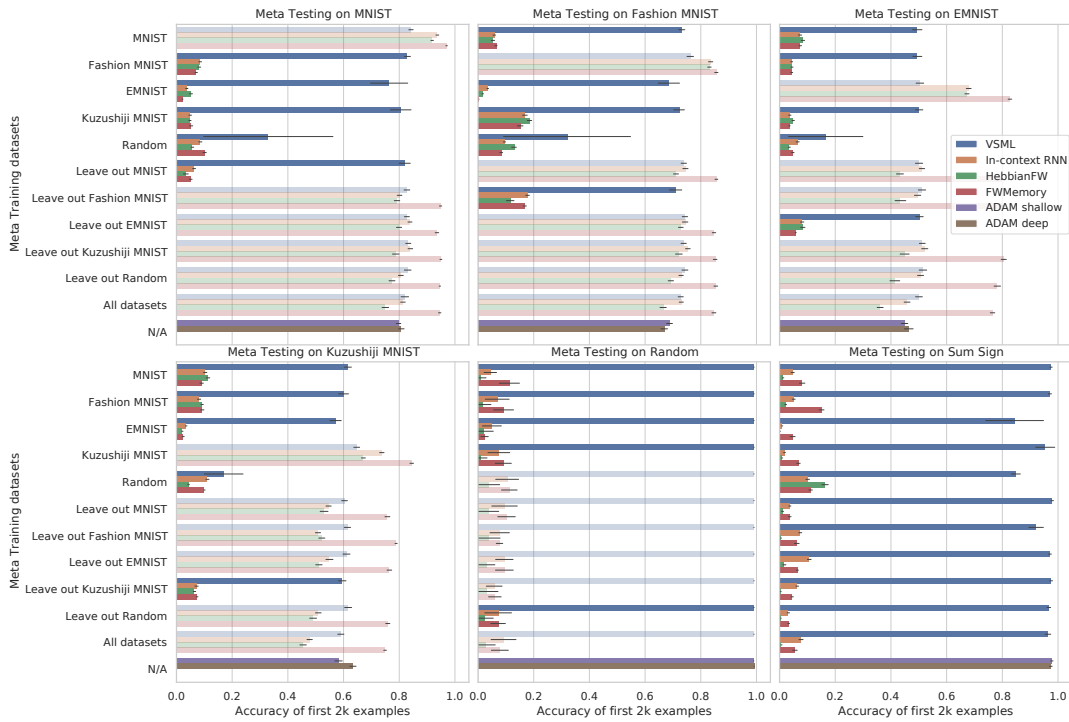 Meta Testing on MNIST
Meta Testing on Fashion MNIST
Meta Testing on EMNIST
Meta Training datasets
MNIST
Fashion MNIST
EMNIST
Kuzushiji MNIST
Random
Leave out MNIST
Leave out Fashion MNIST
Leave out EMNIST
Leave out Kuzushiji MNIST
Leave out Random
All datasets
N/A
VSML
In-context RNN
HebbianFW
FWMemory
ADAM shallow
ADAM deep
Meta Testing on Kuzushiji MNIST
Meta Testing on Random
Meta Testing on Sum Sign
Meta Training datasets
MNIST
Fashion MNIST
EMNIST
Kuzushiji MNIST
Random
Leave out MNIST
Leave out Fashion MNIST
Leave out EMNIST
Leave out Kuzushiji MNIST
Leave out Random
All datasets
N/A
0.0 0.2 0.4 0.6 0.8 1.0
0.0 0.2 0.4 0.6 0.8 1.0
0.0 0.2 0.4 0.6 0.8 1.0
Accuracy of first 2k examples
Accuracy of first 2k examples
Accuracy of first 2k examples